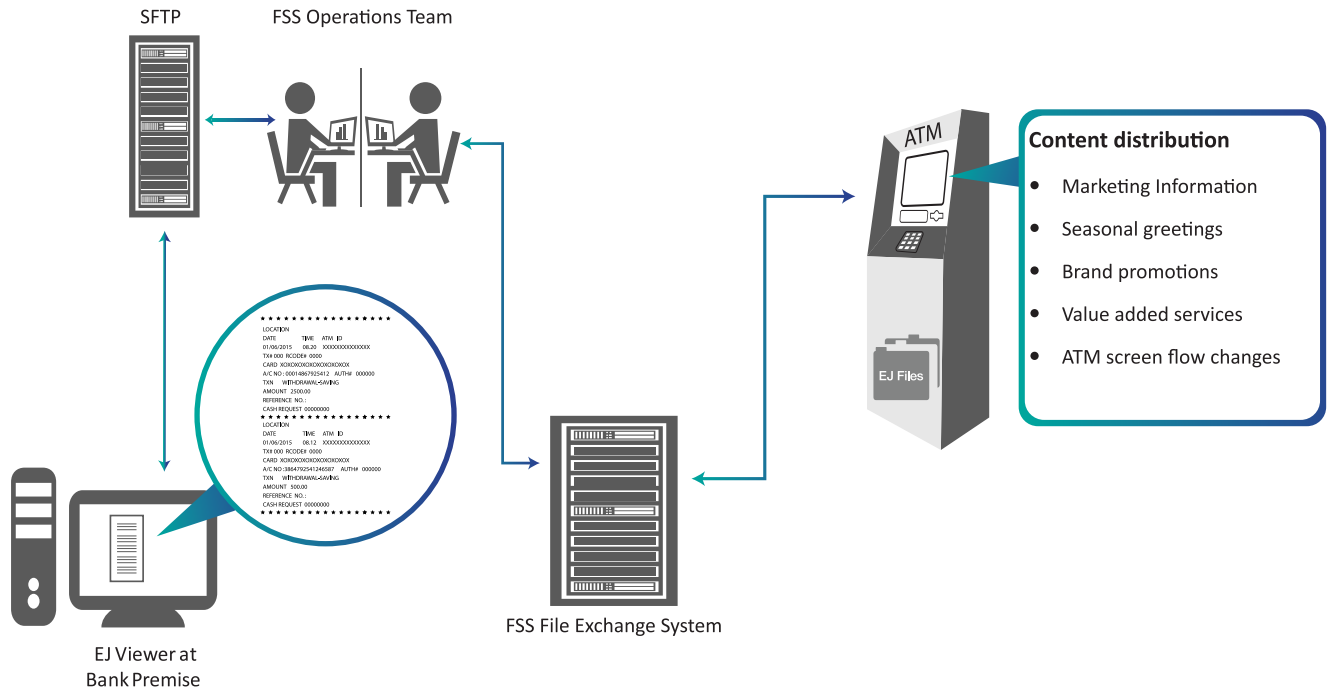 SFTP
FSS Operations Team
ATM
Content distribution
• Marketing Information
• Seasonal greetings
• Brand promotions
• Value added services
• ATM screen flow changes
EJ Files
★ ★ ★ ★ ★ ★ ★ ★ ★ ★ ★ ★ ★ ★ ★ ★ ★
LOCATION
DATE TIME ATM ID
01/06/2015 08.20 XXXXXXXXXXXXXX
TX# 000 RCODE# 0000
CARD XOXOXOXOXOXOXOXOXOX
A/C NO : 00014867925412 AUTH# 000000
TXN WITHDRAWAL-SAVING
AMOUNT 2500.00
REFERENCE NO. :
CASH REQUEST 00000000
★ ★ ★ ★ ★ ★ ★ ★ ★ ★ ★ ★ ★ ★ ★ ★ ★
LOCATION
DATE TIME ATM ID
01/06/2015 08.12 XXXXXXXXXXXXXX
TX# 000 RCODE# 0000
CARD XOXOXOXOXOXOXOXOXOX
A/C NO :3864792541246587 AUTH# 000000
TXN WITHDRAWAL-SAVING
AMOUNT 500.00
REFERENCE NO. :
CASH REQUEST 00000000
★ ★ ★ ★ ★ ★ ★ ★ ★ ★ ★ ★ ★ ★ ★ ★ ★
FSS File Exchange System
EJ Viewer at
Bank Premise